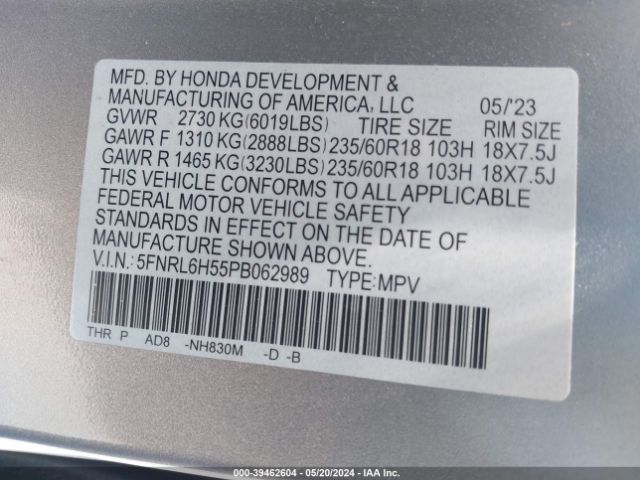 MFD. BY HONDA DEVELOPMENT &
MANUFACTURING OF AMERICA, LLC 05/'23
GVWR 2730 KG(6019LBS) TIRE SIZE RIM SIZE
GAWR F 1310 KG(2888LBS) 235/60R18 103H 18X7.5J
GAWR R 1465 KG(3230LBS) 235/60R18 103H 18X7.5J
THIS VEHICLE CONFORMS TO ALL APPLICABLE
FEDERAL MOTOR VEHICLE SAFETY
STANDARDS IN EFFECT ON THE DATE OF
MANUFACTURE SHOWN ABOVE.
V.I.N.: 5FNRL6H55PB062989 TYPE:MPV
THR P AD8 -NH830M -D -B
000-39462604 - 05/20/2024 - IAAI.COM